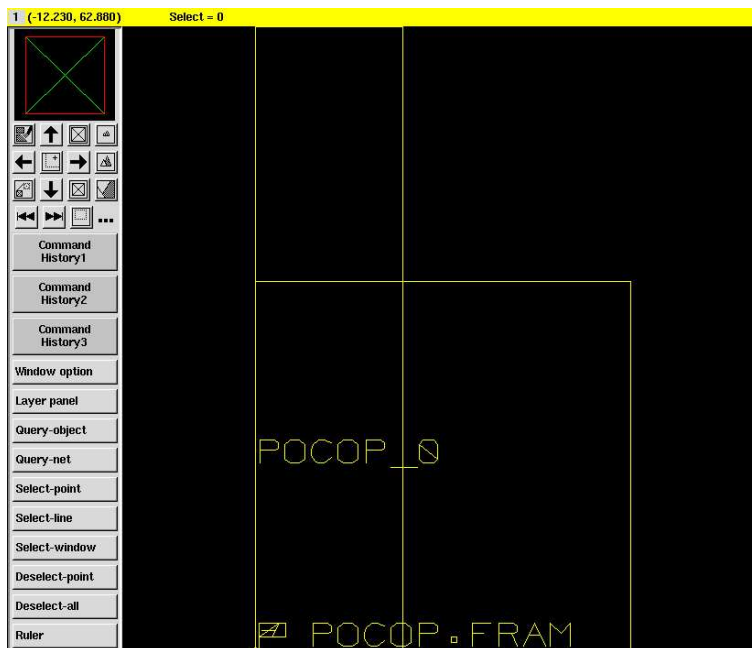 1 (-12.230, 62.880) Select = 0
Command
History1
Command
History2
Command
History3
Window option
Layer panel
Query-object
Query-net
Select-point
Select-line
Select-window
Deselect-point
Deselect-all
Ruler
POCOP_0
POCOP.FRAM